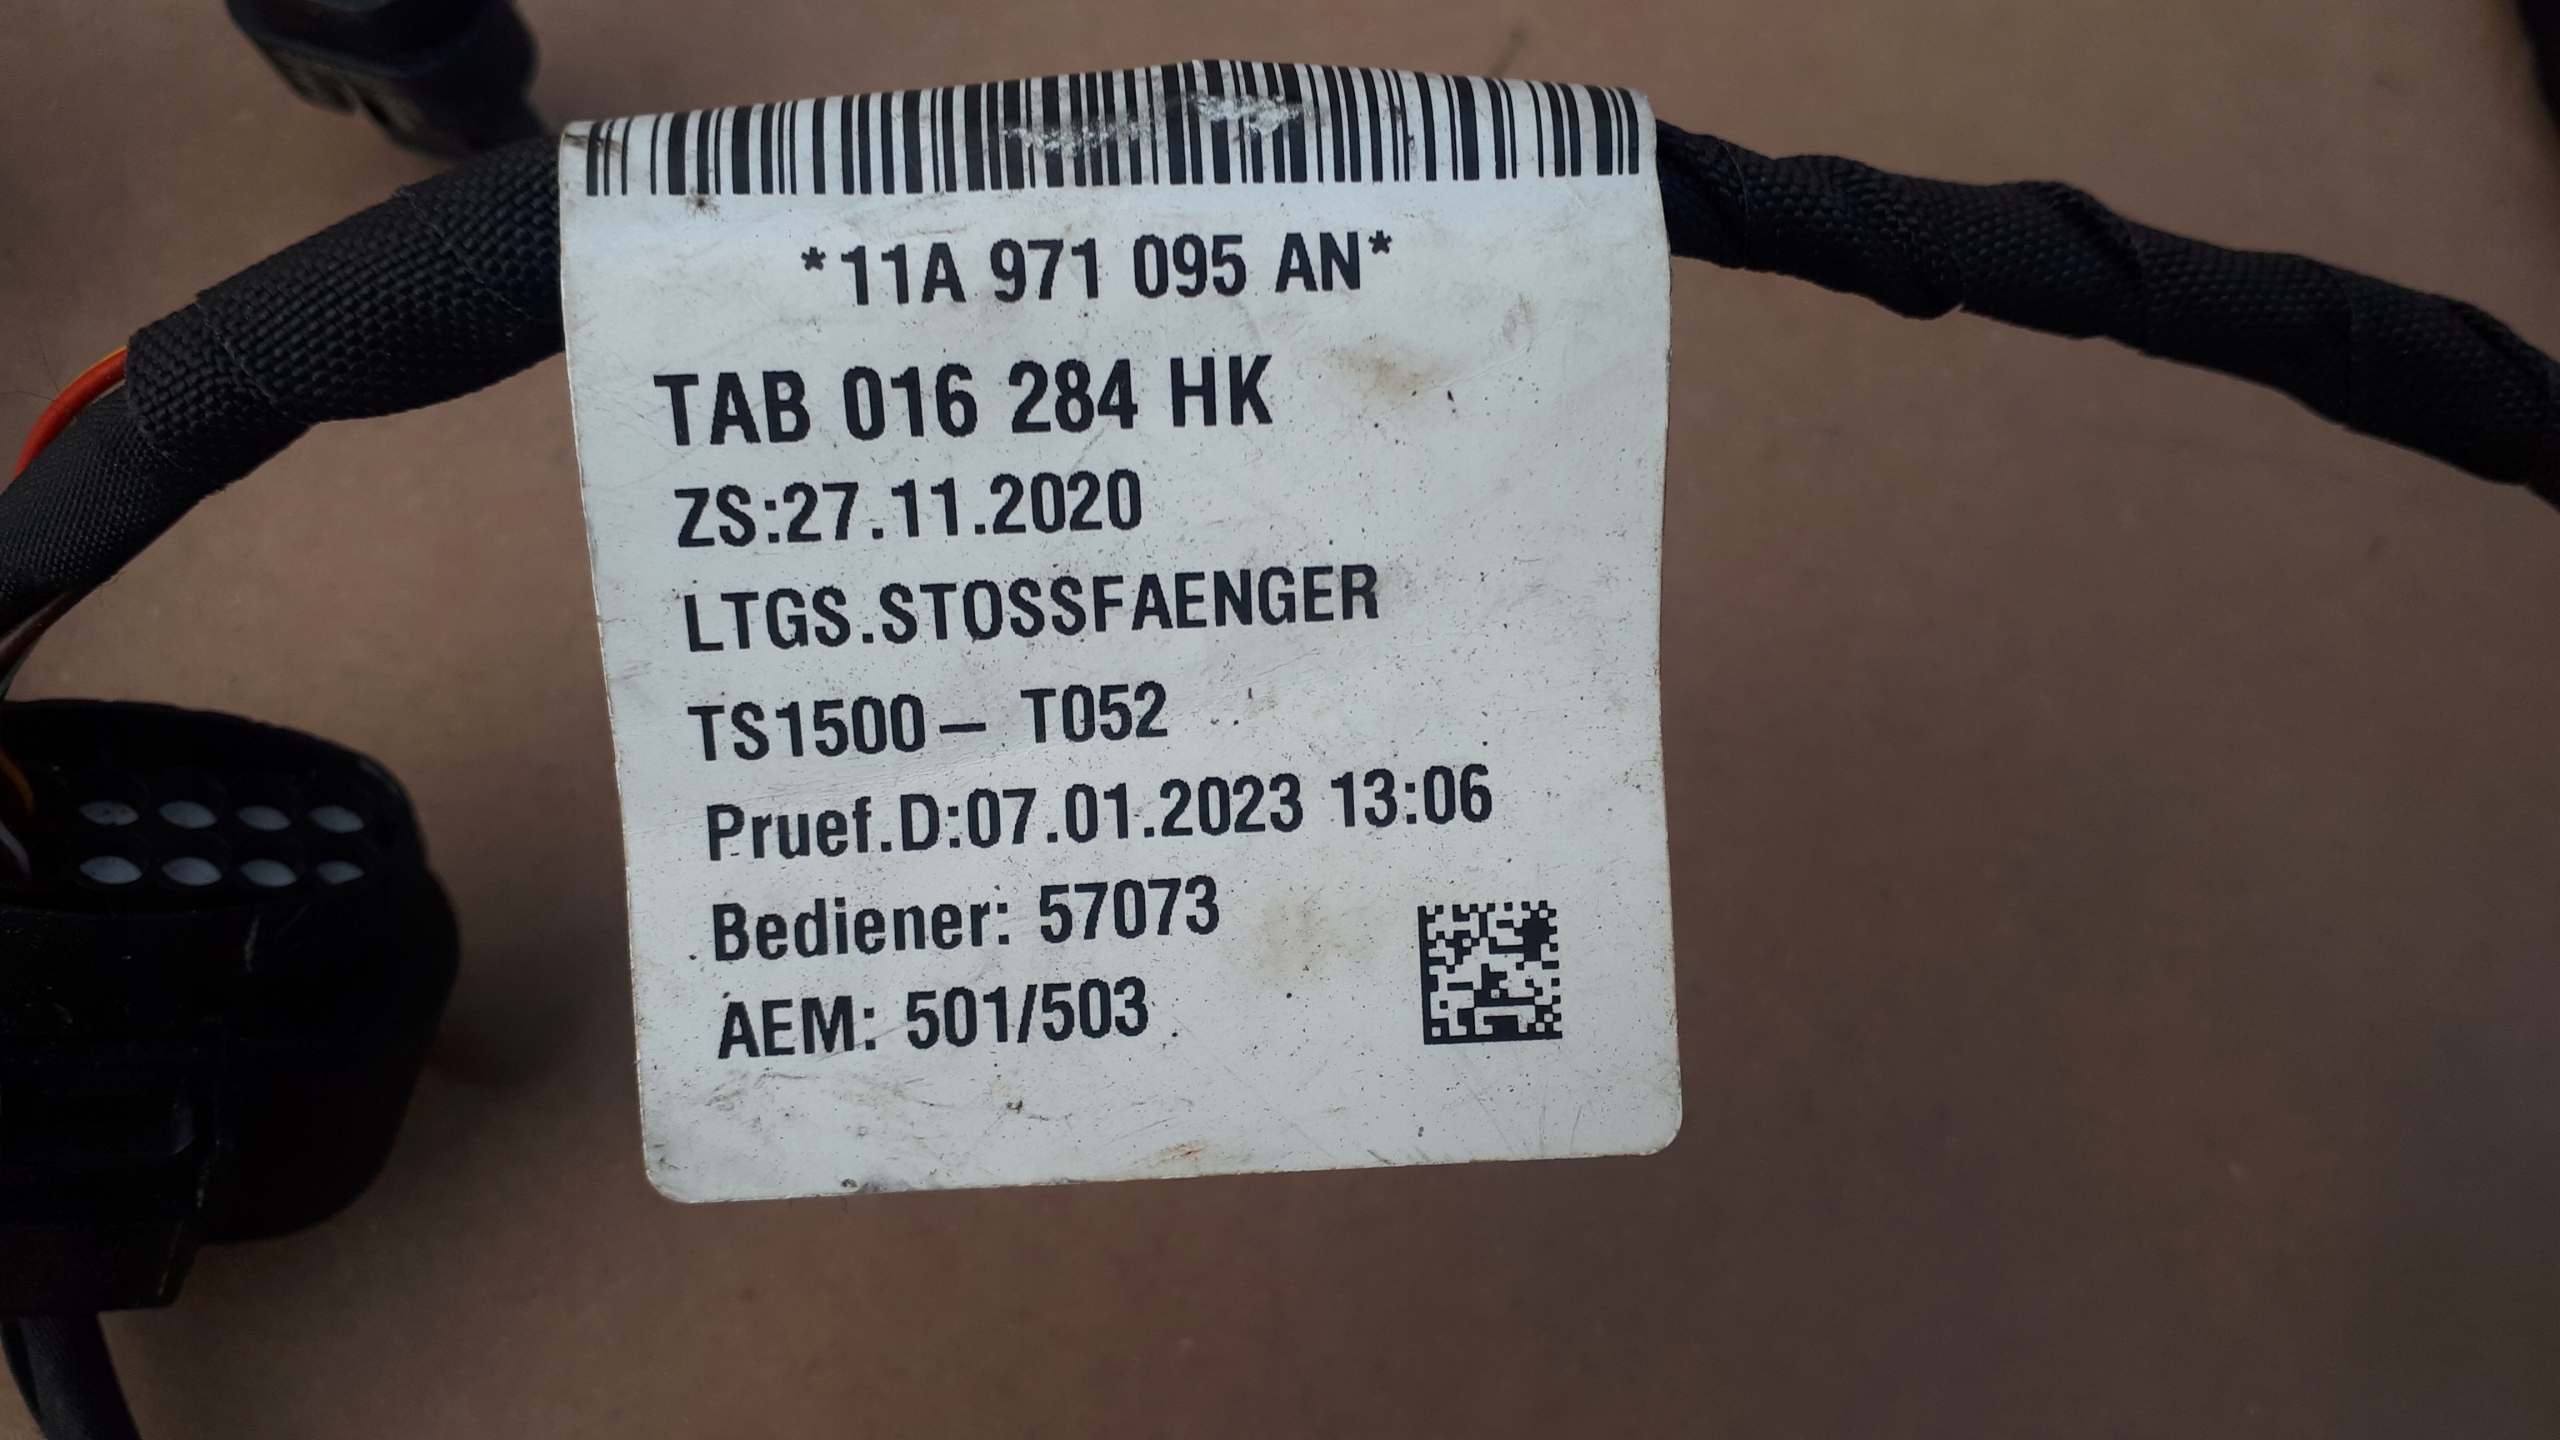 *11A 971 095 AN*
TAB 016 284 HK
ZS:27.11.2020
LTGS.STOSSFAENGER
TS1500- T052
Pruef.D:07.01.2023 13:06
Bediener: 57073
AEM: 501/503